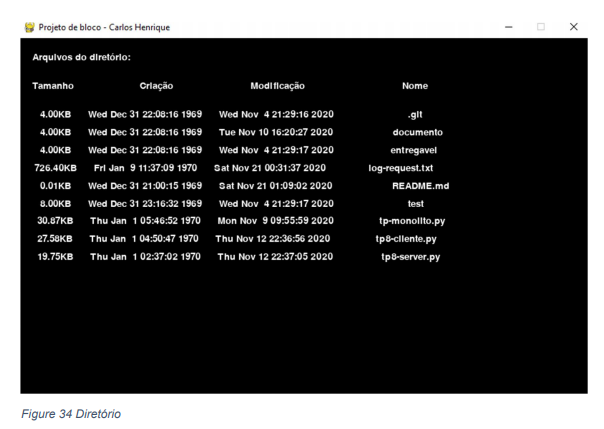 Projeto de bloco - Carlos Henrique
Arquivos do diretório:
Tamanho Criação Modificação Nome
4.00KB Wed Dec 31 22:08:16 1969 Wed Nov 4 21:29:16 2020 .git
4.00KB Wed Dec 31 22:08:16 1969 Tue Nov 10 16:20:27 2020 documento
4.00KB Wed Dec 31 22:08:16 1969 Wed Nov 4 21:29:17 2020 entregavel
726.40KB Fri Jan 9 11:37:09 1970 Sat Nov 21 00:31:37 2020 log-request.txt
0.01KB Wed Dec 31 21:00:15 1969 Sat Nov 21 01:09:02 2020 README.md
8.00KB Wed Dec 31 23:16:32 1969 Wed Nov 4 21:29:17 2020 test
30.87KB Thu Jan 1 05:46:52 1970 Mon Nov 9 09:55:59 2020 tp-monolito.py
27.58KB Thu Jan 1 04:50:47 1970 Thu Nov 12 22:36:56 2020 tp8-cliente.py
19.75KB Thu Jan 1 02:37:02 1970 Thu Nov 12 22:37:05 2020 tp8-server.py
Figure 34 Diretório